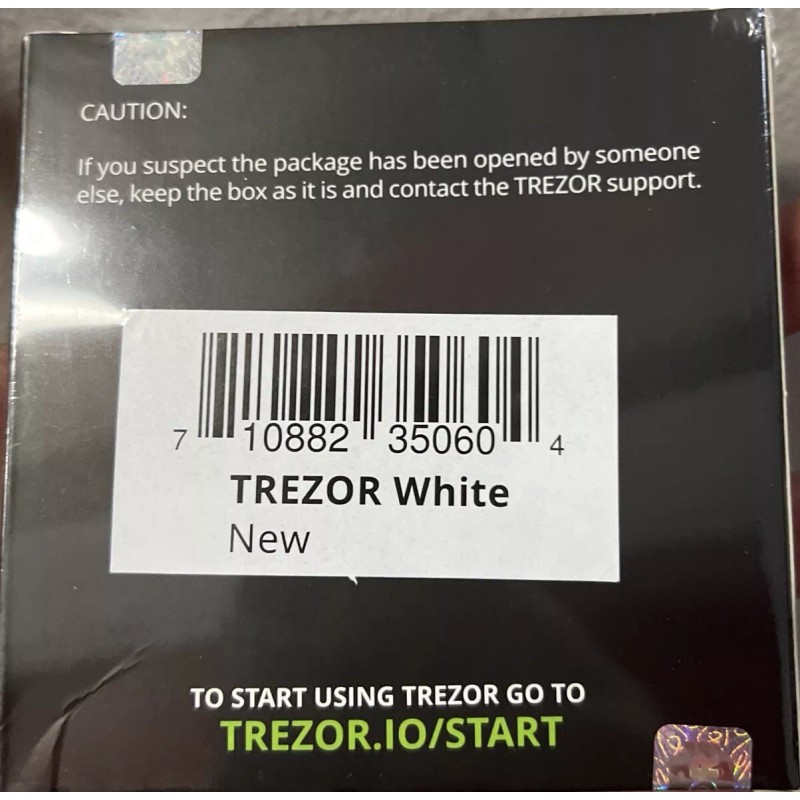 CAUTION:
If you suspect the package has been opened by someone
else, keep the box as it is and contact the TREZOR support.
7 10882 35060 4
TREZOR White
New
TO START USING TREZOR GO TO
TREZOR.IO/START